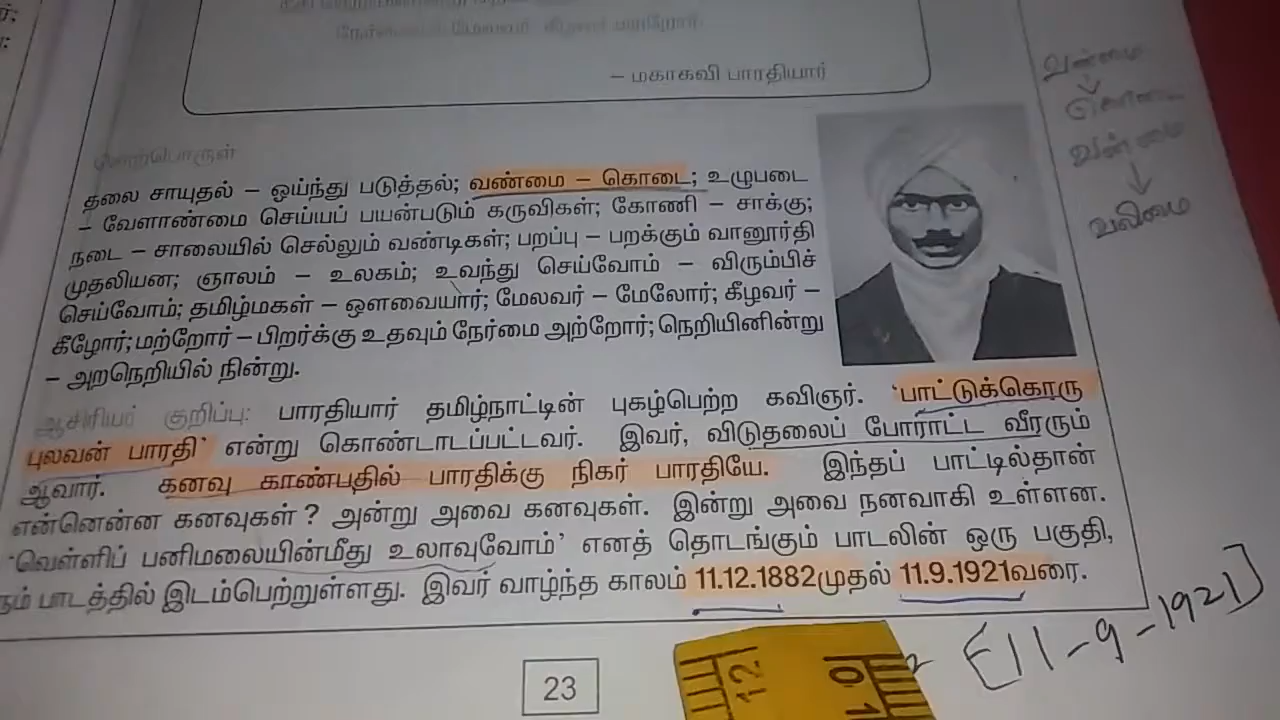 – மகாகவி பாரதியார்
சொற்பொருள்
தலை சாயுதல் – ஓய்ந்து படுத்தல்; வண்மை – கொடை; உழுபடை
– வேளாண்மை செய்யப் பயன்படும் கருவிகள்; கோணி – சாக்கு;
நடை – சாலையில் செல்லும் வண்டிகள்; பறப்பு – பறக்கும் வானூர்தி
முதலியன; ஞாலம் – உலகம்; உவந்து செய்வோம் – விரும்பிச்
செய்வோம்; தமிழ்மகள் – ஔவையார்; மேலவர் – மேலோர்; கீழவர் –
கீழோர்; மற்றோர் – பிறர்க்கு உதவும் நேர்மை அற்றோர்; நெறியினின்று
– அறநெறியில் நின்று.
ஆசிரியர் குறிப்பு: பாரதியார் தமிழ்நாட்டின் புகழ்பெற்ற கவிஞர். 'பாட்டுக்கொரு
புலவன் பாரதி' என்று கொண்டாடப்பட்டவர். இவர், விடுதலைப் போராட்ட வீரரும்
ஆவார். கனவு காண்பதில் பாரதிக்கு நிகர் பாரதியே. இந்தப் பாட்டில்தான்
என்னென்ன கனவுகள் ? அன்று அவை கனவுகள். இன்று அவை நனவாகி உள்ளன.
'வெள்ளிப் பனிமலையின்மீது உலாவுவோம்' எனத் தொடங்கும் பாடலின் ஒரு பகுதி,
பாடத்தில் இடம்பெற்றுள்ளது. இவர் வாழ்ந்த காலம் 11.12.1882முதல் 11.9.1921வரை.
23
வண்மை
கொடை
வன்மை
வலிமை
11-9-1921
12
10